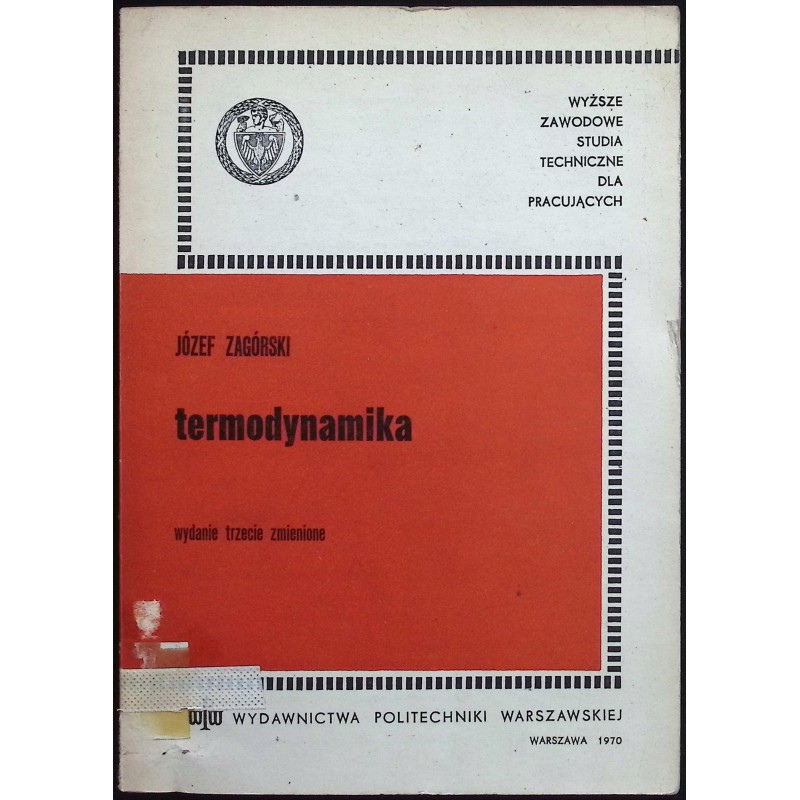 WYŻSZE
ZAWODOWE
STUDIA
TECHNICZNE
DLA
PRACUJĄCYCH
JÓZEF ZAGÓRSKI
termodynamika
wydanie trzecie zmienione
WYDAWNICTWA POLITECHNIKI WARSZAWSKIEJ
WARSZAWA 1970